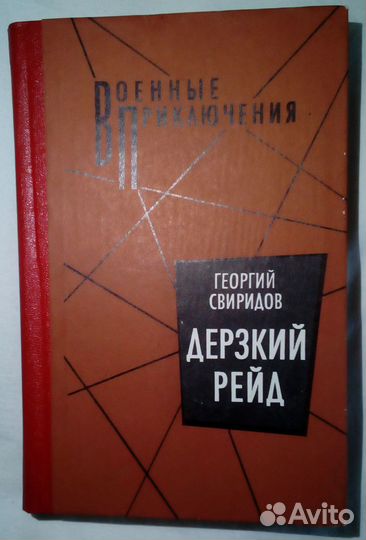 ВОЕННЫЕ
ПРИКЛЮЧЕНИЯ
ГЕОРГИЙ
СВИРИДОВ
ДЕРЗКИЙ
РЕЙД
Avito